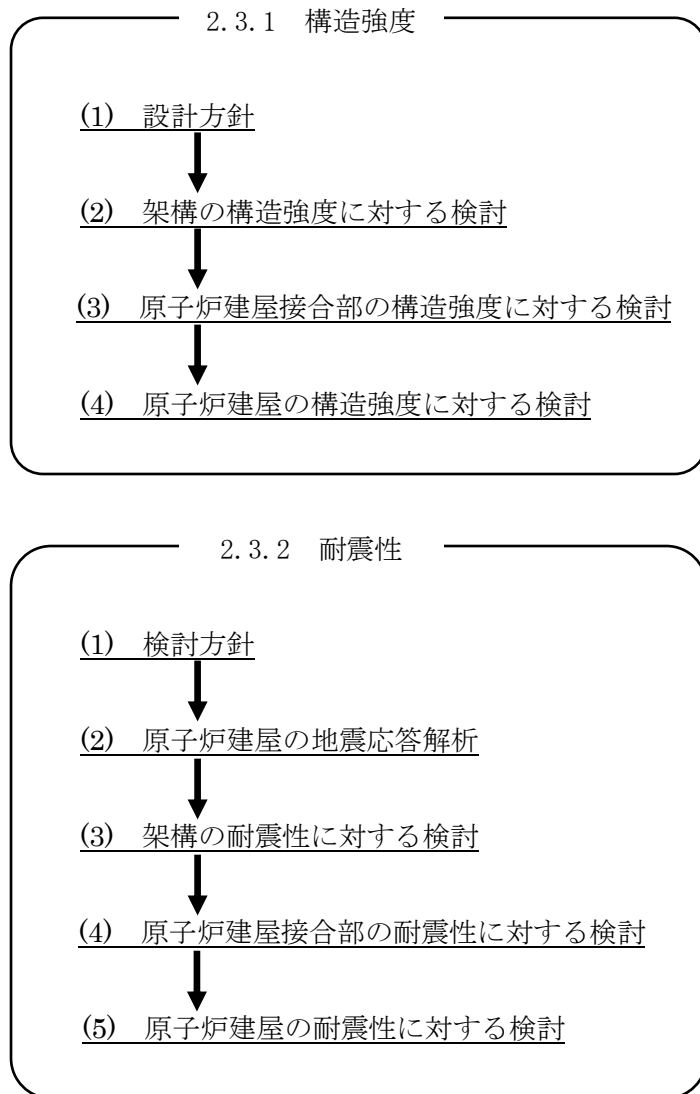 2.3.1 構造強度
(1) 設計方針
(2) 架構の構造強度に対する検討
(3) 原子炉建屋接合部の構造強度に対する検討
(4) 原子炉建屋の構造強度に対する検討
2.3.2 耐震性
(1) 検討方針
(2) 原子炉建屋の地震応答解析
(3) 架構の耐震性に対する検討
(4) 原子炉建屋接合部の耐震性に対する検討
(5) 原子炉建屋の耐震性に対する検討